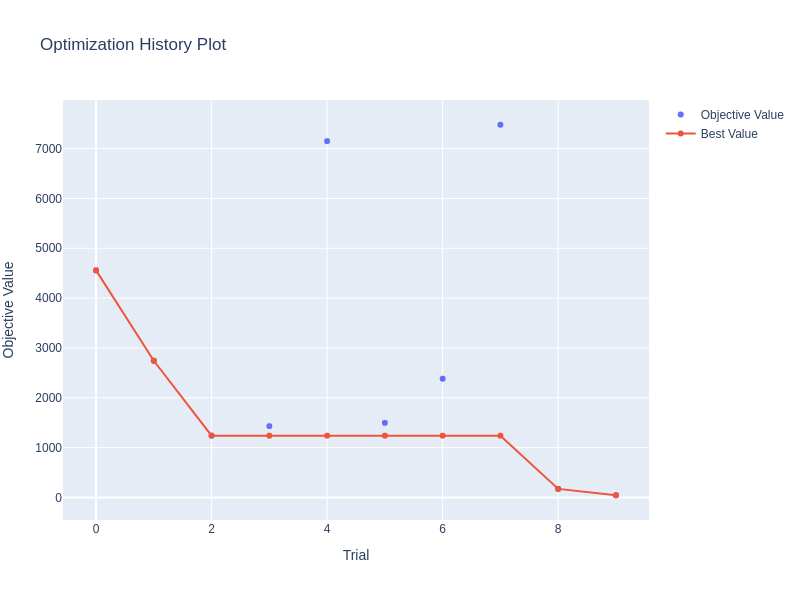 Optimization History Plot
Objective Value
Best Value
7000
6000
5000
4000
3000
2000
1000
0
Objective Value
0 2 4 6 8
Trial